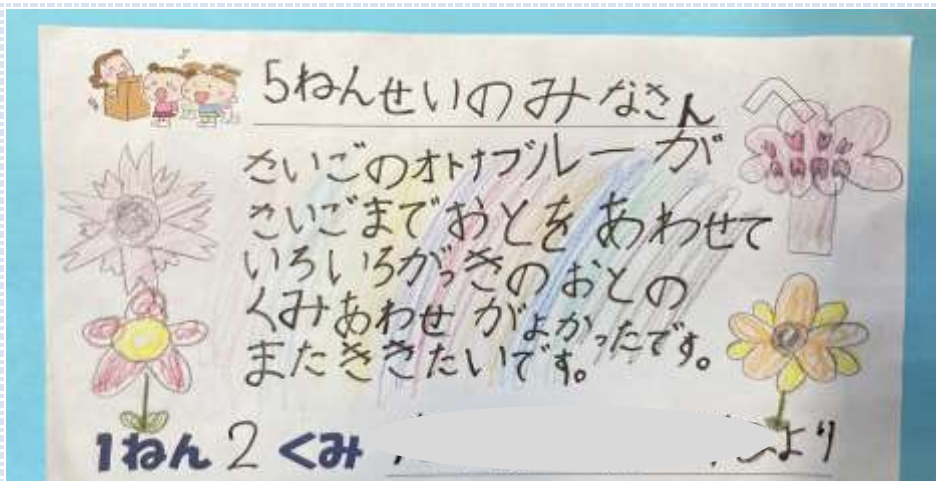 5ねんせいのみなさん
さいごのオトナブルーが
さいごまでおとをあわせて
いろいろがっきのおとの
くみあわせがよかったです。
またききたいです。
1ねん2くみ より